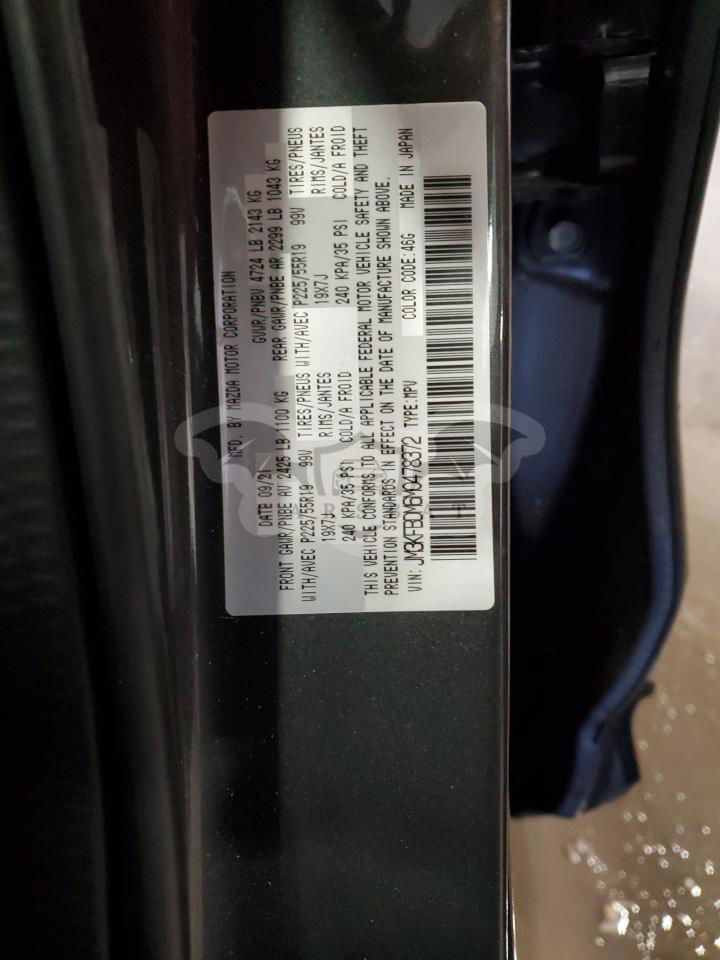 MFD. BY MAZDA MOTOR CORPORATION
DATE 09/21 GVWR/PNBV 4724 LB 2143 KG
FRONT GAWR/PNBE AV 2425 LB 1100 KG REAR GAWR/PNBE AR 2299 LB 1043 KG
WITH/AVEC P225/55R19 99V TIRES/PNEUS WITH/AVEC P225/55R19 99V TIRES/PNEUS
19X7J RIMS/JANTES 19X7J RIMS/JANTES
240 KPA/35 PSI COLD/A FROID 240 KPA/35 PSI COLD/A FROID
THIS VEHICLE CONFORMS TO ALL APPLICABLE FEDERAL MOTOR VEHICLE SAFETY AND THEFT
PREVENTION STANDARDS IN EFFECT ON THE DATE OF MANUFACTURE SHOWN ABOVE.
VIN: JM3KFBDM6M0478372 TYPE:MPV COLOR CODE:46G MADE IN JAPAN